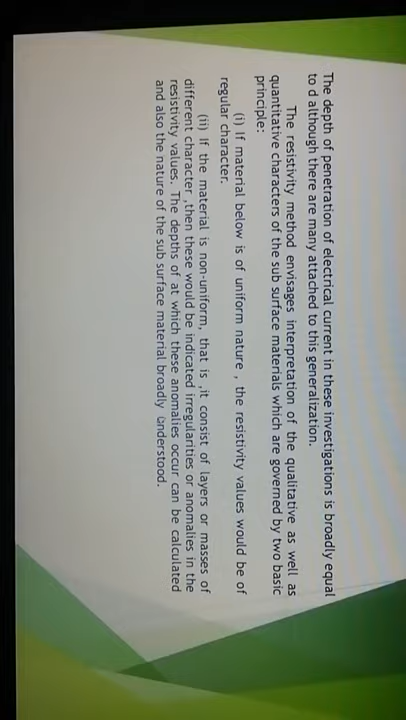 The depth of penetration of electrical current in these investigations is broadly equal
to d although there are many attached to this generalization.
The resistivity method envisages interpretation of the qualitative as well as
quantitative characters of the sub surface materials which are governed by two basic
principle:
(i) If material below is of uniform nature , the resistivity values would be of
regular character.
(ii) If the material is non-uniform, that is ,it consist of layers or masses of
different character ,then these would be indicated irregularities or anomalies in the
resistivity values. The depths of at which these anomalies occur can be calculated
and also the nature of the sub surface material broadly understood.